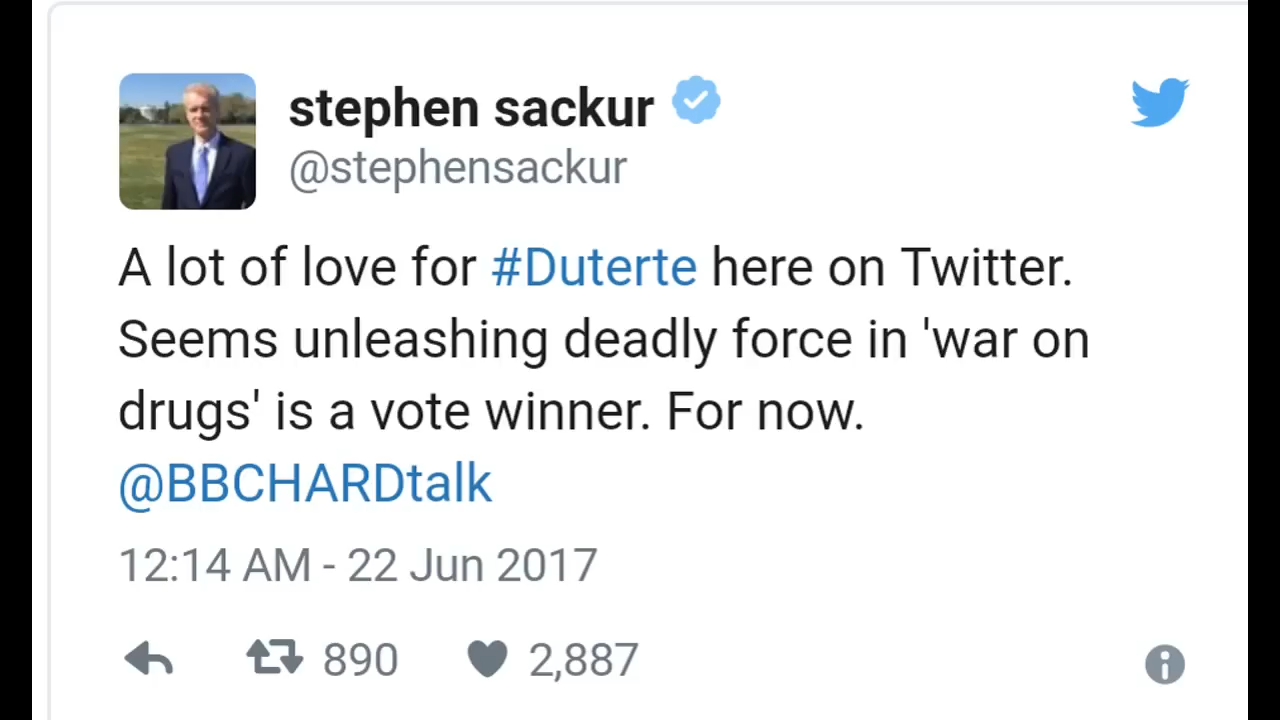 stephen sackur
@stephensackur
A lot of love for #Duterte here on Twitter.
Seems unleashing deadly force in 'war on
drugs' is a vote winner. For now.
@BBCHARDtalk
12:14 AM - 22 Jun 2017
890 2,887